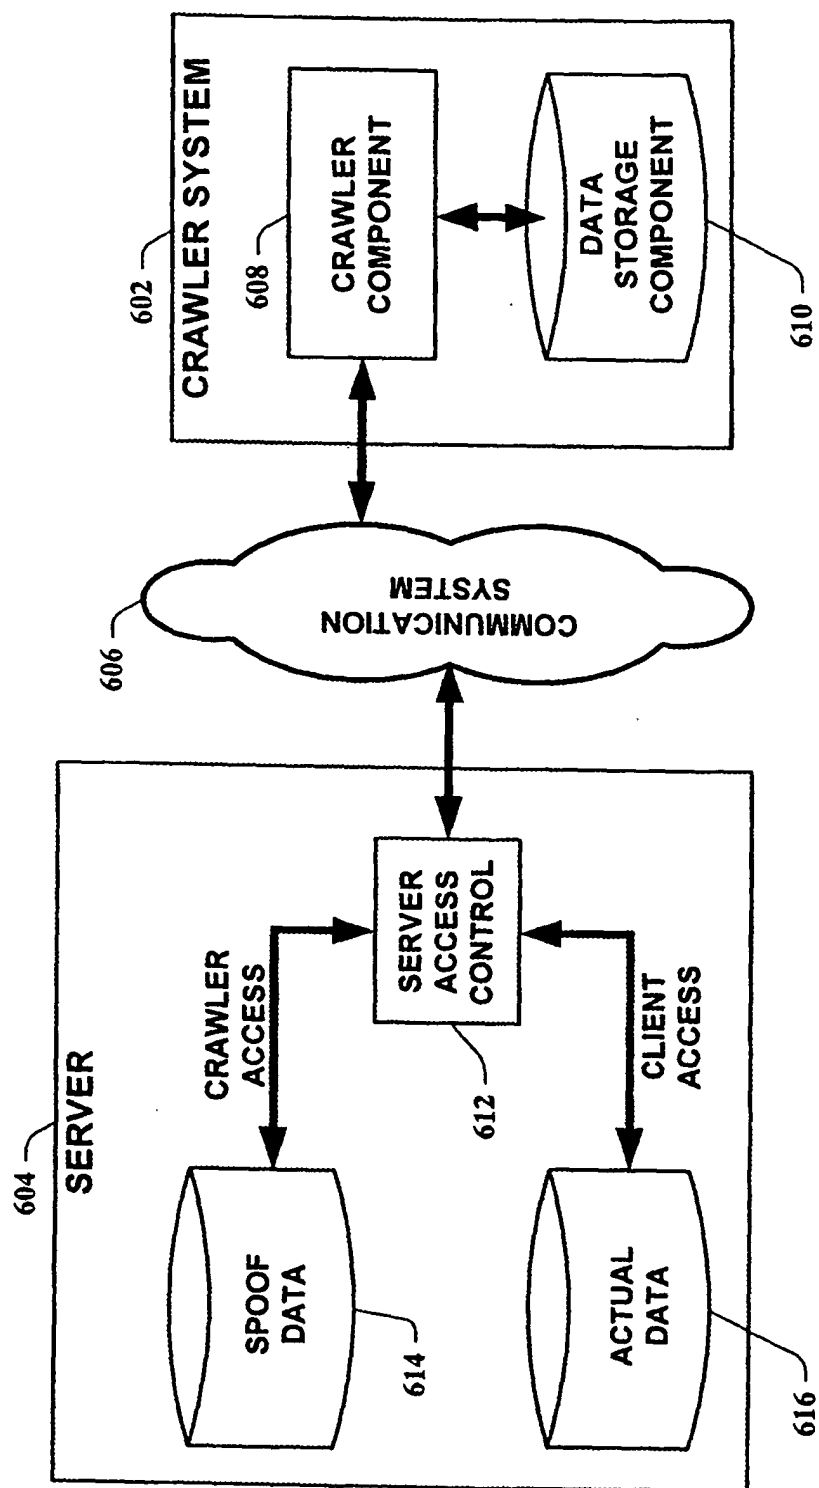 604
SERVER
SPOOF
DATA
614
CRAWLER
ACCESS
SERVER
ACCESS
CONTROL
612
CLIENT
ACCESS
ACTUAL
DATA
616
606
COMMUNICATION
SYSTEM
602
CRAWLER SYSTEM
608
CRAWLER
COMPONENT
DATA
STORAGE
COMPONENT
610